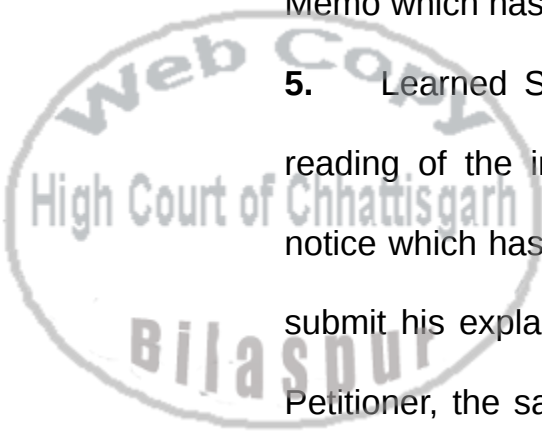 Memo which has
5. Learned S
reading of the i
notice which has
submit his expla
Petitioner, the sa
Web Copy
High Court of Chhattisgarh
Bilaspur